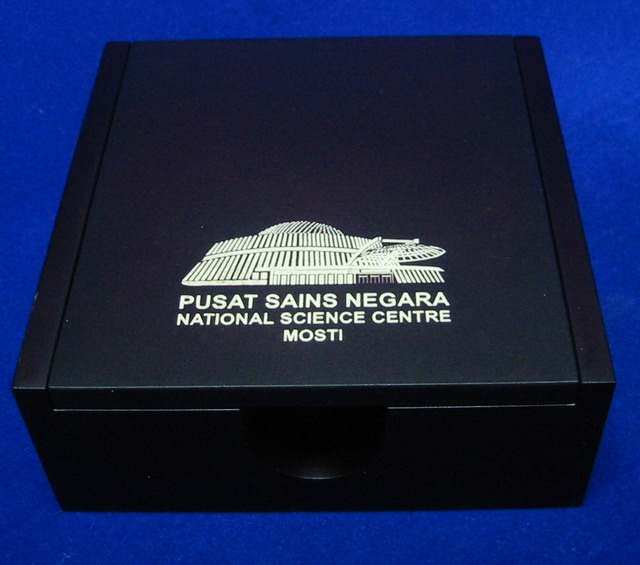 PUSAT SAINS NEGARA
NATIONAL SCIENCE CENTRE
MOSTI